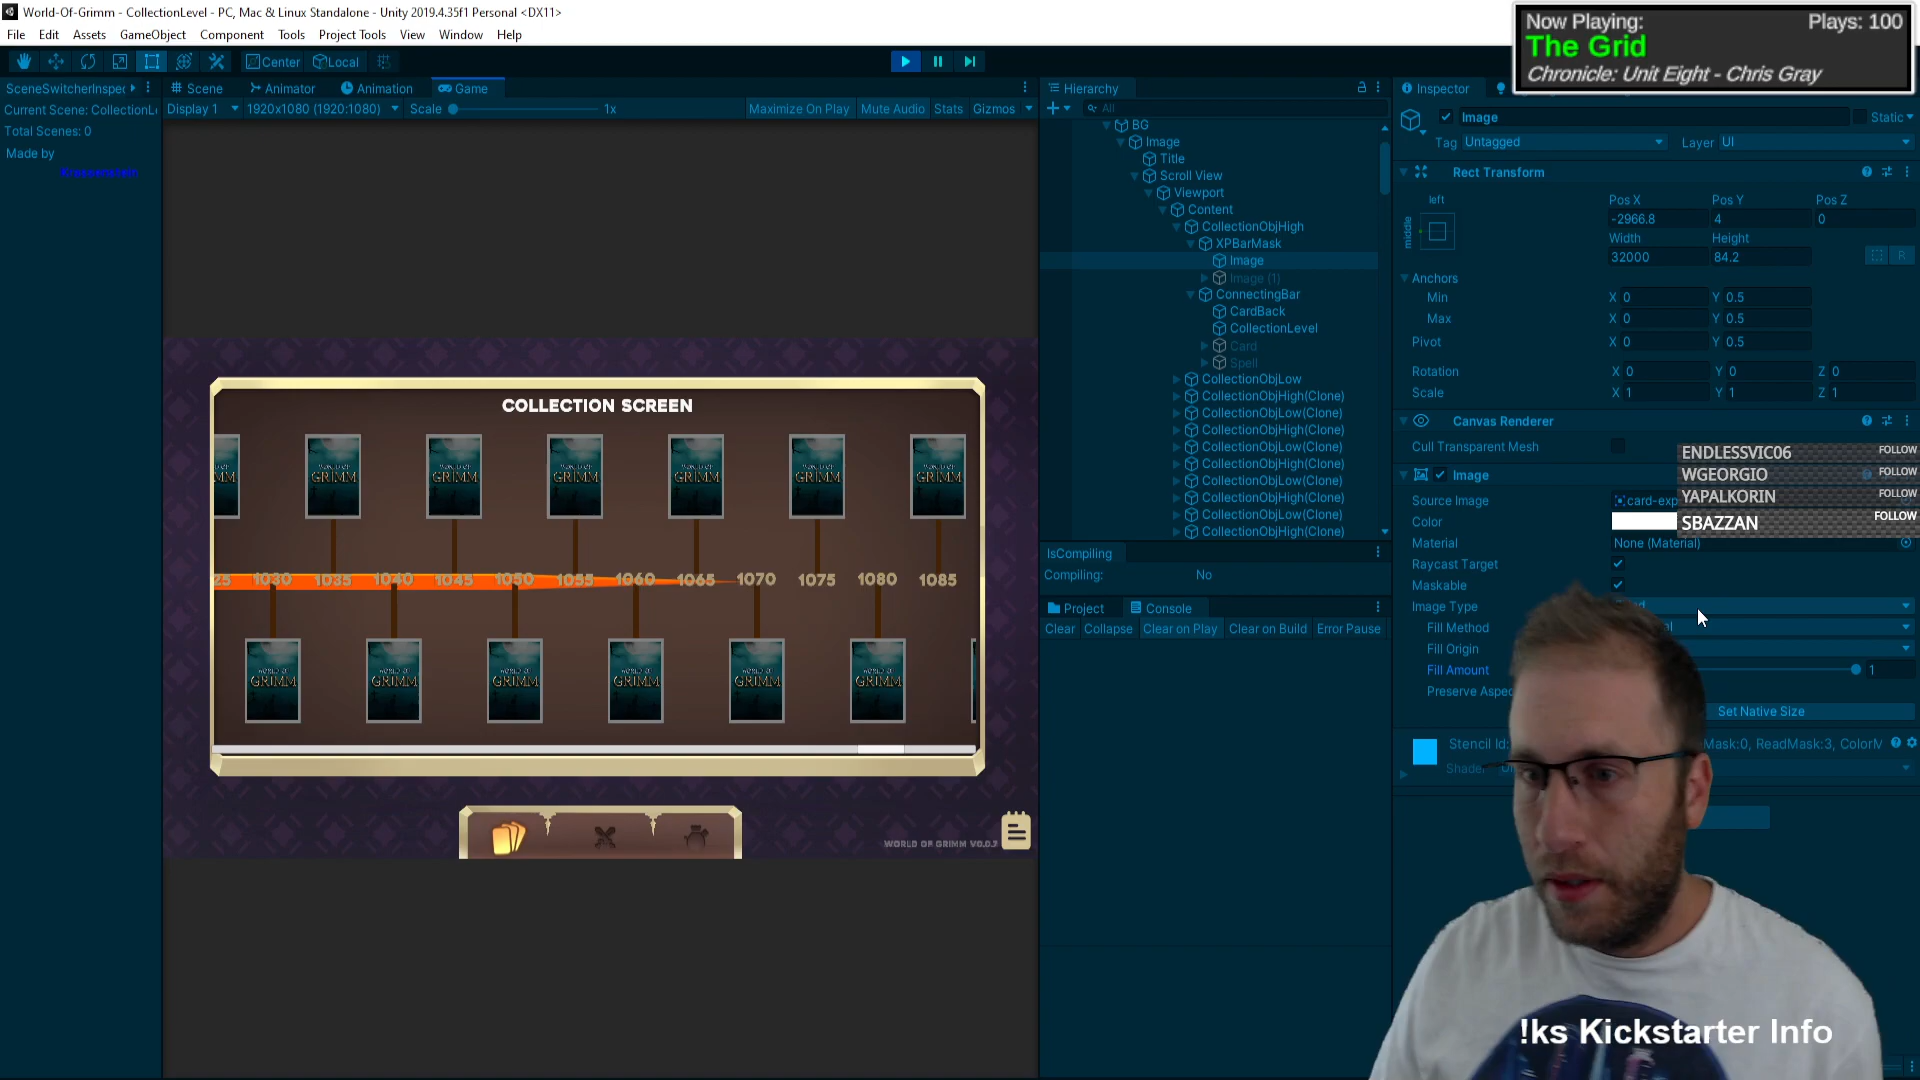 World-Of-Grimm - CollectionLevel - PC, Mac & Linux Standalone - Unity 2019.4.35f1 Personal <DX11>
File Edit Assets GameObject Component Tools Project Tools View Window Help
Now Playing: Plays: 100
The Grid
Chronicle: Unit Eight - Chris Gray
Center Local
SceneSwitcherInspec
Current Scene: CollectionL
Total Scenes: 0
Made by
Scene Animator Animation Game
Display 1 1920x1080 (1920:1080) Scale 1x Maximize On Play Mute Audio Stats Gizmos
COLLECTION SCREEN
WORLD OF GRIMM
25 1030 1035 1040 1045 1050 1055 1060 1065 1070 1075 1080 1085
WORLD OF GRIMM
WORLD OF GRIMM V0.0.7
Hierarchy
All
BG
Image
Title
Scroll View
Viewport
Content
CollectionObjHigh
XPBarMask
Image
Image (1)
ConnectingBar
CardBack
CollectionLevel
Card
Spell
CollectionObjLow
CollectionObjHigh(Clone)
CollectionObjLow(Clone)
CollectionObjHigh(Clone)
CollectionObjLow(Clone)
CollectionObjHigh(Clone)
CollectionObjLow(Clone)
CollectionObjHigh(Clone)
CollectionObjLow(Clone)
CollectionObjHigh(Clone)
IsCompiling
Compiling: No
Project Console
Clear Collapse Clear on Play Clear on Build Error Pause
Inspector
Image Static
Tag Untagged Layer UI
Rect Transform
left
middle
Pos X Pos Y Pos Z
-2966.8 4 0
Width Height
32000 84.2
R
Anchors
Min X 0 Y 0.5
Max X 0 Y 0.5
Pivot X 0 Y 0.5
Rotation X 0 Y 0 Z 0
Scale X 1 Y 1 Z 1
Canvas Renderer
Cull Transparent Mesh
Image
Source Image card-exp
Color
Material None (Material)
Raycast Target
Maskable
Image Type
Fill Method
Fill Origin
Fill Amount 1
Preserve Aspec
Set Native Size
Stencil Id: Mask:0, ReadMask:3, ColorM
Shader
ENDLESSVIC06 FOLLOW
WGEORGIO FOLLOW
YAPALKORIN FOLLOW
SBAZZAN FOLLOW
!ks Kickstarter Info